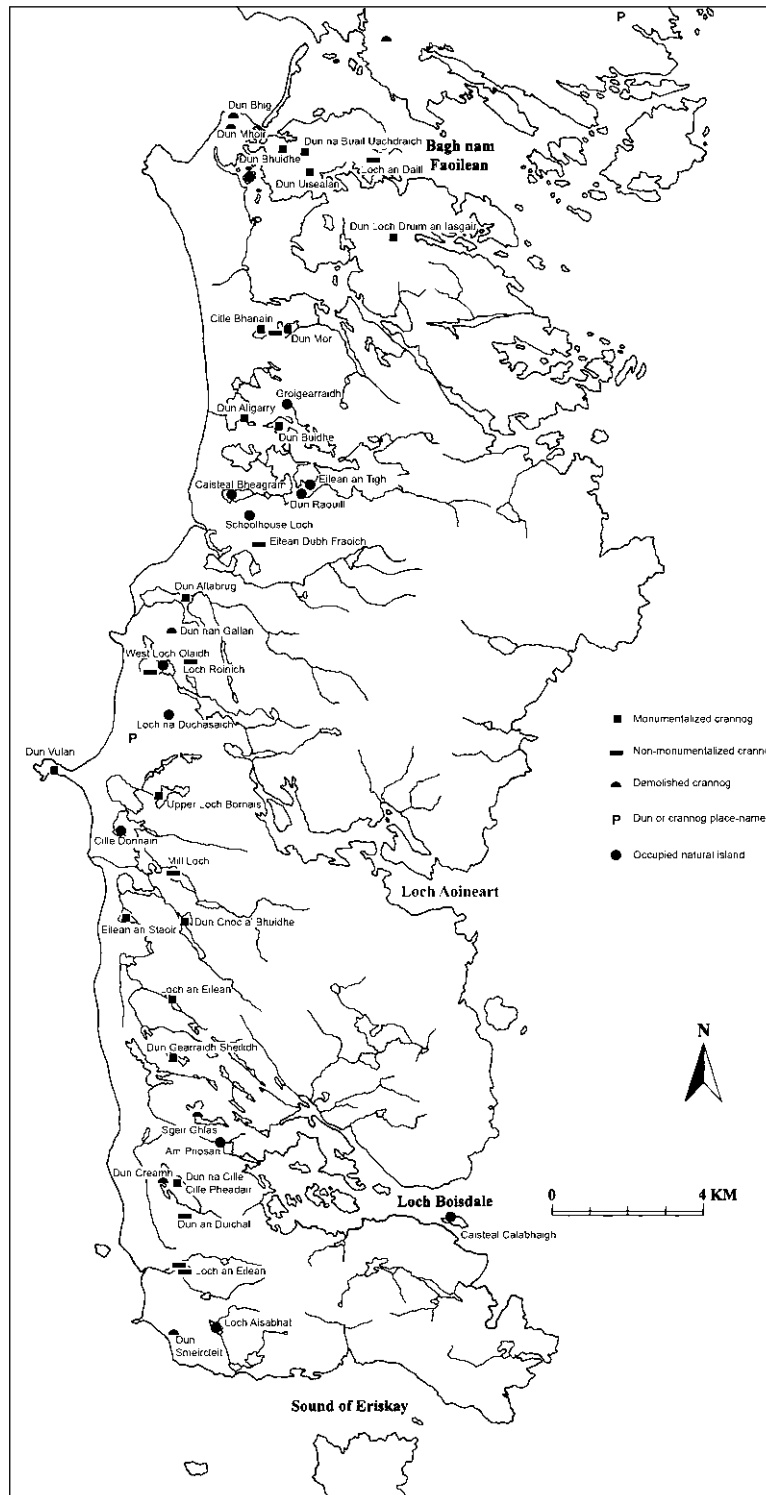 P
Dun Bhig
Dun Mhoir
Dun na Buail Uachdraich
Bagh nam
Faoilean
Dun Bhuidhe
Loch an Daill
Dun Uiselan
P
Dun Loch Druim an Iasgair
Cille Bhanain
Dun Mor
Groigearraidh
Dun Aligarry
Dun Buidhe
Eilean an Tigh
Caisteal Bheagram
Dun Raouill
Schoolhouse Loch
Eilean Dubh Fraoich
Dun Altabrug
Dun nan Gallan
West Loch Olaidh
Loch Roinich
Loch na Duchasaich
P
Dun Vulan
Upper Loch Bornais
Cille Donnain
Mill Loch
Loch Aoineart
Dun Cnoc a' Bhuidhe
Eilean an Staoir
Loch an Eilean
Dun Gearraidh Sheilidh
Sgeir Ghlas
Am Priosan
Dun Creamh
Dun na Cille
Cille Pheadair
Dun an Duichal
Loch Boisdale
Caisteal Calabhaigh
Loch an Eilean
Loch Aisabhat
Dun
Smeircleit
Sound of Eriskay
Monumentalized crannog
Non-monumentalized crann
Demolished crannog
P Dun or crannog place-name
Occupied natural island
N
0 4 KM